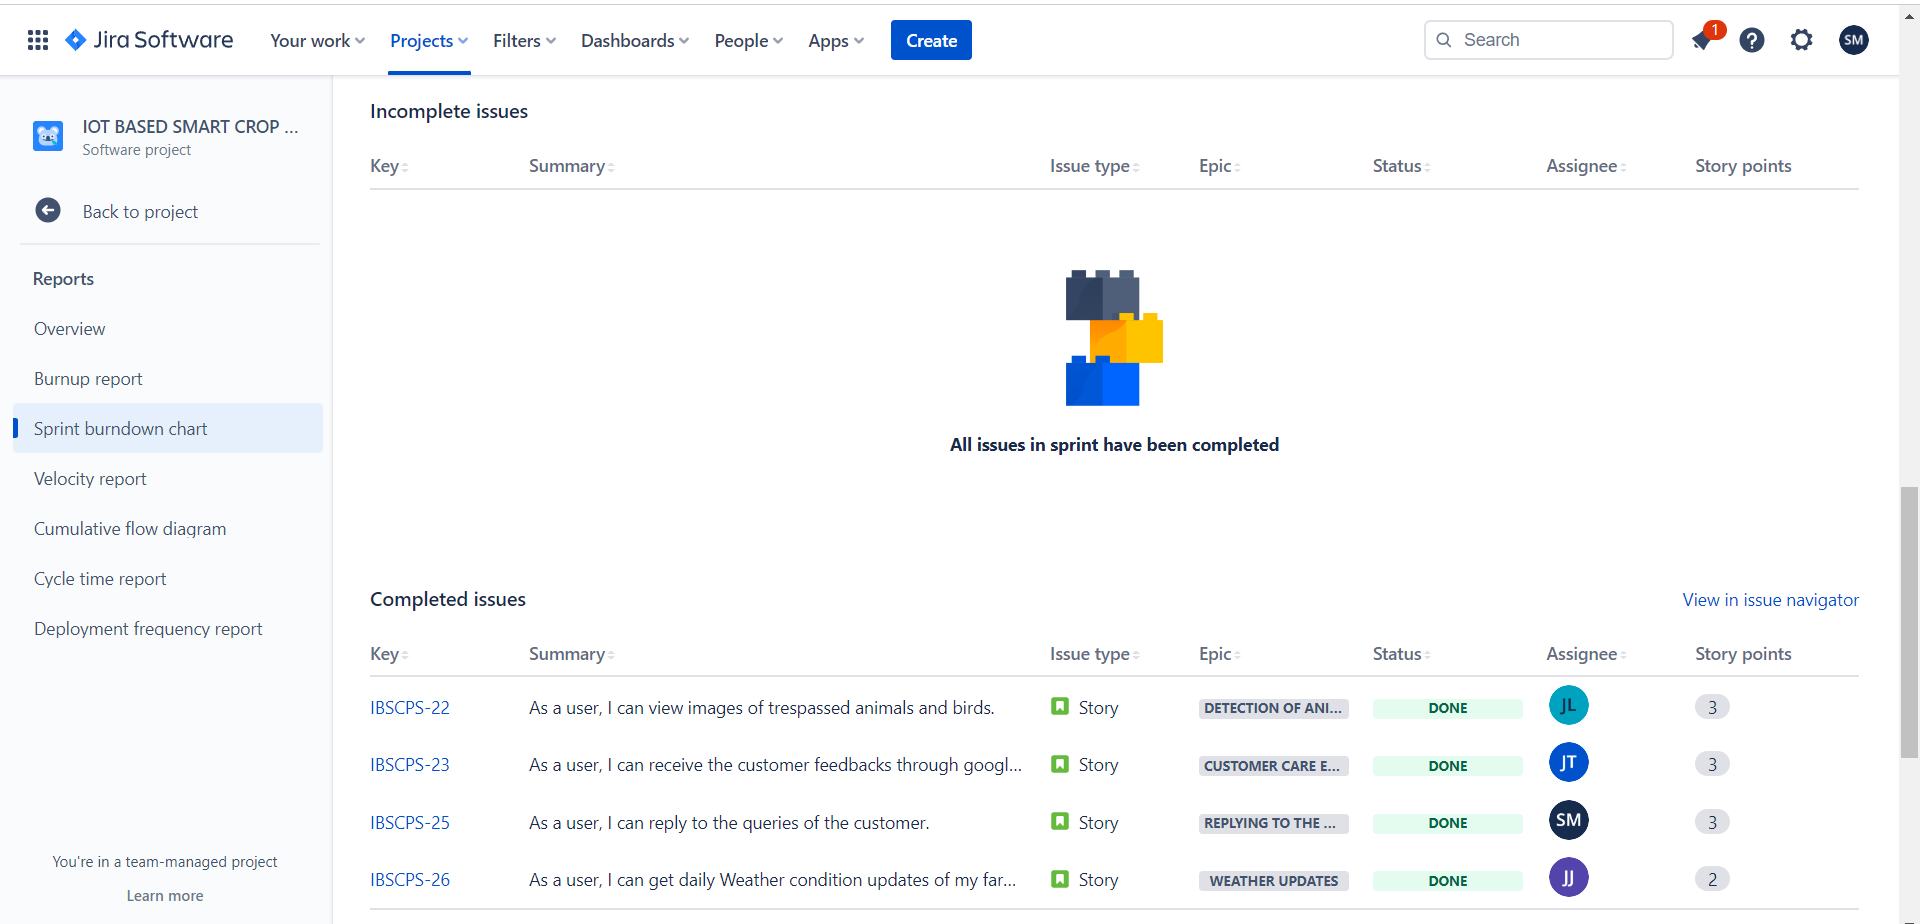 Jira Software Your work Projects Filters Dashboards People Apps Create Search 1 SM
IOT BASED SMART CROP ...
Software project
Back to project
Reports
Overview
Burnup report
Sprint burndown chart
Velocity report
Cumulative flow diagram
Cycle time report
Deployment frequency report
You're in a team-managed project
Learn more
Incomplete issues
Key Summary Issue type Epic Status Assignee Story points
All issues in sprint have been completed
Completed issues View in issue navigator
Key Summary Issue type Epic Status Assignee Story points
IBSCPS-22 As a user, I can view images of trespassed animals and birds. Story DETECTION OF ANI... DONE JL 3
IBSCPS-23 As a user, I can receive the customer feedbacks through googl... Story CUSTOMER CARE E... DONE JT 3
IBSCPS-25 As a user, I can reply to the queries of the customer. Story REPLYING TO THE ... DONE SM 3
IBSCPS-26 As a user, I can get daily Weather condition updates of my far... Story WEATHER UPDATES DONE JJ 2